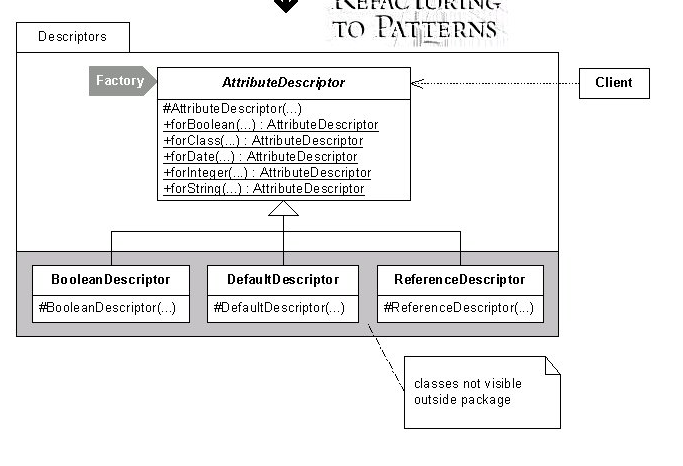 REFACTORING
TO PATTERNS
Descriptors
Factory
AttributeDescriptor
Client
#AttributeDescriptor(...)
+forBoolean(...) : AttributeDescriptor
+forClass(...) : AttributeDescriptor
+forDate(...) : AttributeDescriptor
+forInteger(...) : AttributeDescriptor
+forString(...) : AttributeDescriptor
BooleanDescriptor
#BooleanDescriptor(...)
DefaultDescriptor
#DefaultDescriptor(...)
ReferenceDescriptor
#ReferenceDescriptor(...)
classes not visible
outside package